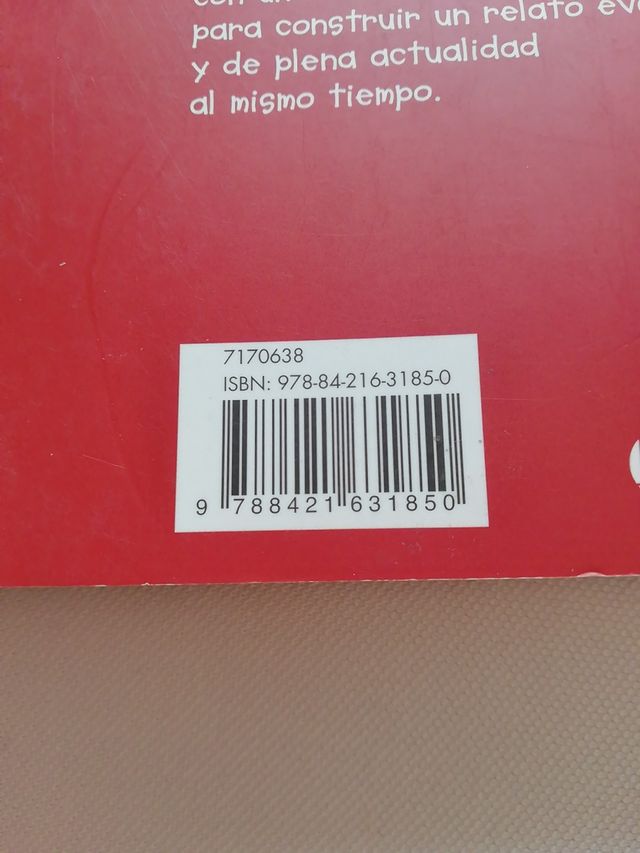 para construir un relato
y de plena actualidad
al mismo tiempo.
7170638
ISBN: 978-84-216-3185-0
9 788421 631850